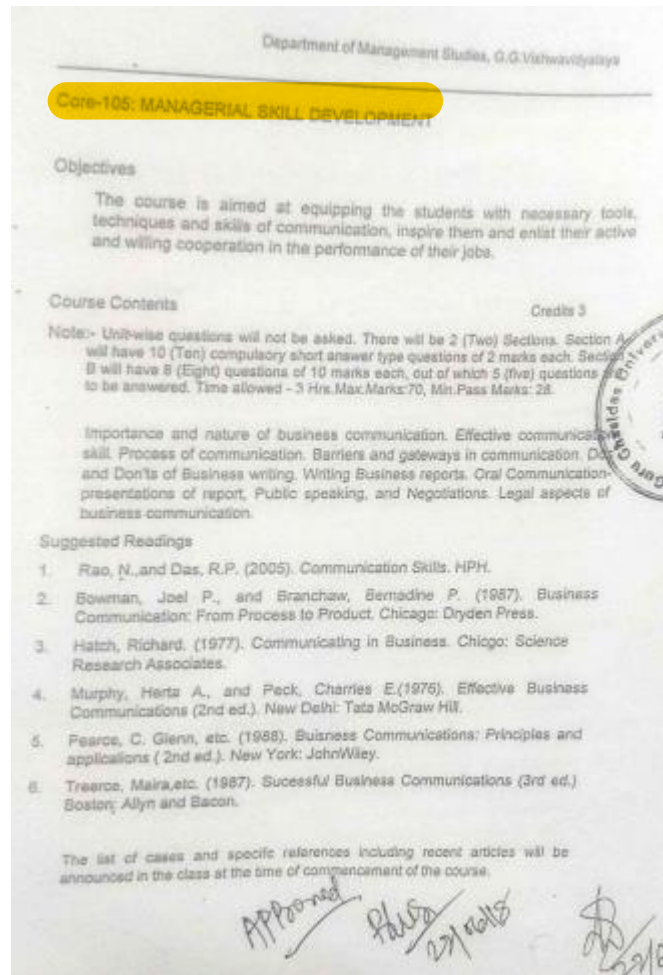 Department of Management Studies, G.G.Vishwavidyalaya
Core-105: MANAGERIAL SKILL DEVELOPMENT
Objectives
The course is aimed at equipping the students with necessary tools,
techniques and skills of communication, inspire them and enlist their active
and willing cooperation in the performance of their jobs.
Course Contents
Credits 3
Note:- Unit-wise questions will not be asked. There will be 2 (Two) Sections. Section A
will have 10 (Ten) compulsory short answer type questions of 2 marks each. Section
B will have 8 (Eight) questions of 10 marks each, out of which 5 (five) questions
to be answered. Time allowed - 3 Hrs.Max.Marks:70, Min.Pass Marks: 28.
Importance and nature of business communication. Effective communication
skill. Process of communication. Barriers and gateways in communication. Do's
and Don'ts of Business writing. Writing Business reports. Oral Communication-
presentations of report, Public speaking, and Negotiations. Legal aspects of
business communication.
Suggested Readings
1. Rao, N.,and Das, R.P. (2005). Communication Skills. HPH.
2. Bowman, Joel P., and Branchaw, Bernadine P. (1987). Business
Communication: From Process to Product. Chicago: Dryden Press.
3. Hatch, Richard. (1977). Communicating in Business. Chicgo: Science
Research Associates.
4. Murphy, Herta A., and Peck, Charrles E.(1976). Effective Business
Communications (2nd ed.). New Delhi: Tata McGraw Hill.
5. Pearce, C. Glenn, etc. (1988). Buisness Communications: Principles and
applications ( 2nd ed.). New York: JohnWiley.
6. Treerce, Maira,etc. (1987). Sucessful Business Communications (3rd ed.)
Boston: Allyn and Bacon.
The list of cases and specific references including recent articles will be
announced in the class at the time of commencement of the course.
Approned